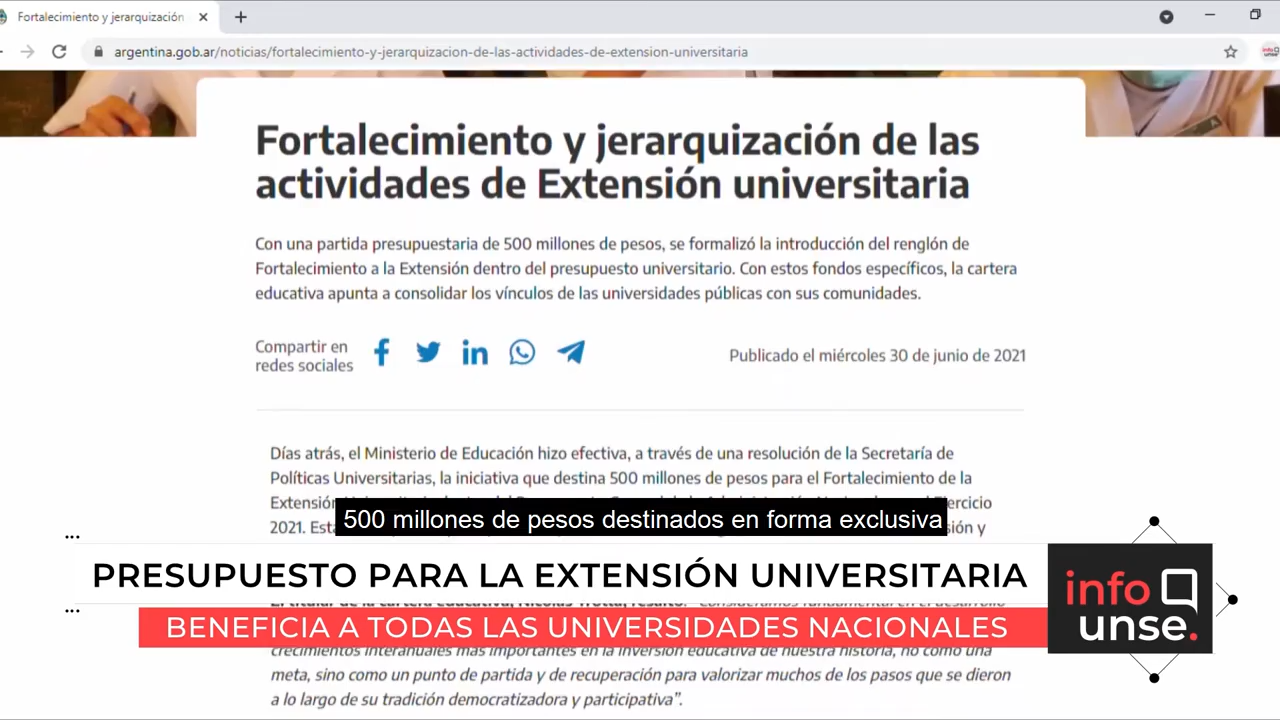 Fortalecimiento y jerarquización
argentina.gob.ar/noticias/fortalecimiento-y-jerarquizacion-de-las-actividades-de-extension-universitaria
Fortalecimiento y jerarquización de las
actividades de Extensión universitaria
Con una partida presupuestaria de 500 millones de pesos, se formalizó la introducción del renglón de
Fortalecimiento a la Extensión dentro del presupuesto universitario. Con estos fondos específicos, la cartera
educativa apunta a consolidar los vínculos de las universidades públicas con sus comunidades.
Compartir en
redes sociales
Publicado el miércoles 30 de junio de 2021
Días atrás, el Ministerio de Educación hizo efectiva, a través de una resolución de la Secretaría de
Políticas Universitarias, la iniciativa que destina 500 millones de pesos para el Fortalecimiento de la
2021.
500 millones de pesos destinados en forma exclusiva
PRESUPUESTO PARA LA EXTENSIÓN UNIVERSITARIA
BENEFICIA A TODAS LAS UNIVERSIDADES NACIONALES
info
unse.
crecimientos interanuales más importantes en la inversión educativa de nuestra historia, no como una
meta, sino como un punto de partida y de recuperación para valorizar muchos de los pasos que se dieron
a lo largo de su tradición democratizadora y participativa”.